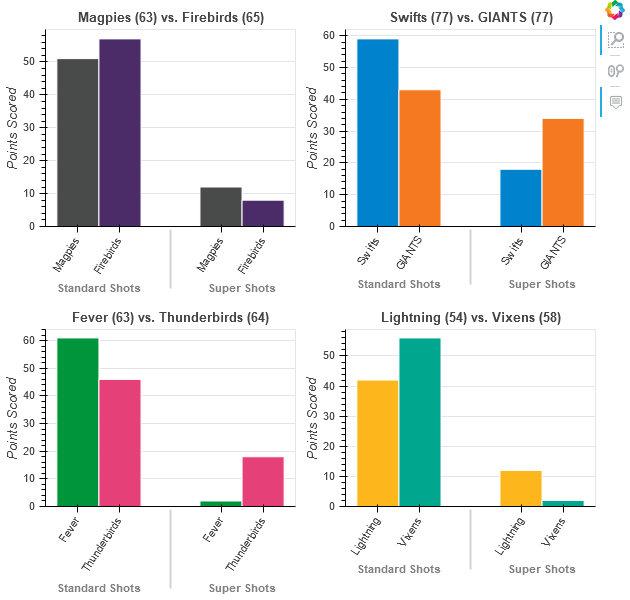 Magpies (63) vs. Firebirds (65)
Points Scored
50
40
30
20
10
0
Magpies
Firebirds
Magpies
Firebirds
Standard Shots
Super Shots
Swifts (77) vs. GIANTS (77)
Points Scored
60
50
40
30
20
10
0
Swifts
GIANTS
Swifts
GIANTS
Standard Shots
Super Shots
Fever (63) vs. Thunderbirds (64)
Points Scored
60
50
40
30
20
10
0
Fever
Thunderbirds
Fever
Thunderbirds
Standard Shots
Super Shots
Lightning (54) vs. Vixens (58)
Points Scored
50
40
30
20
10
0
Lightning
Vixens
Lightning
Vixens
Standard Shots
Super Shots